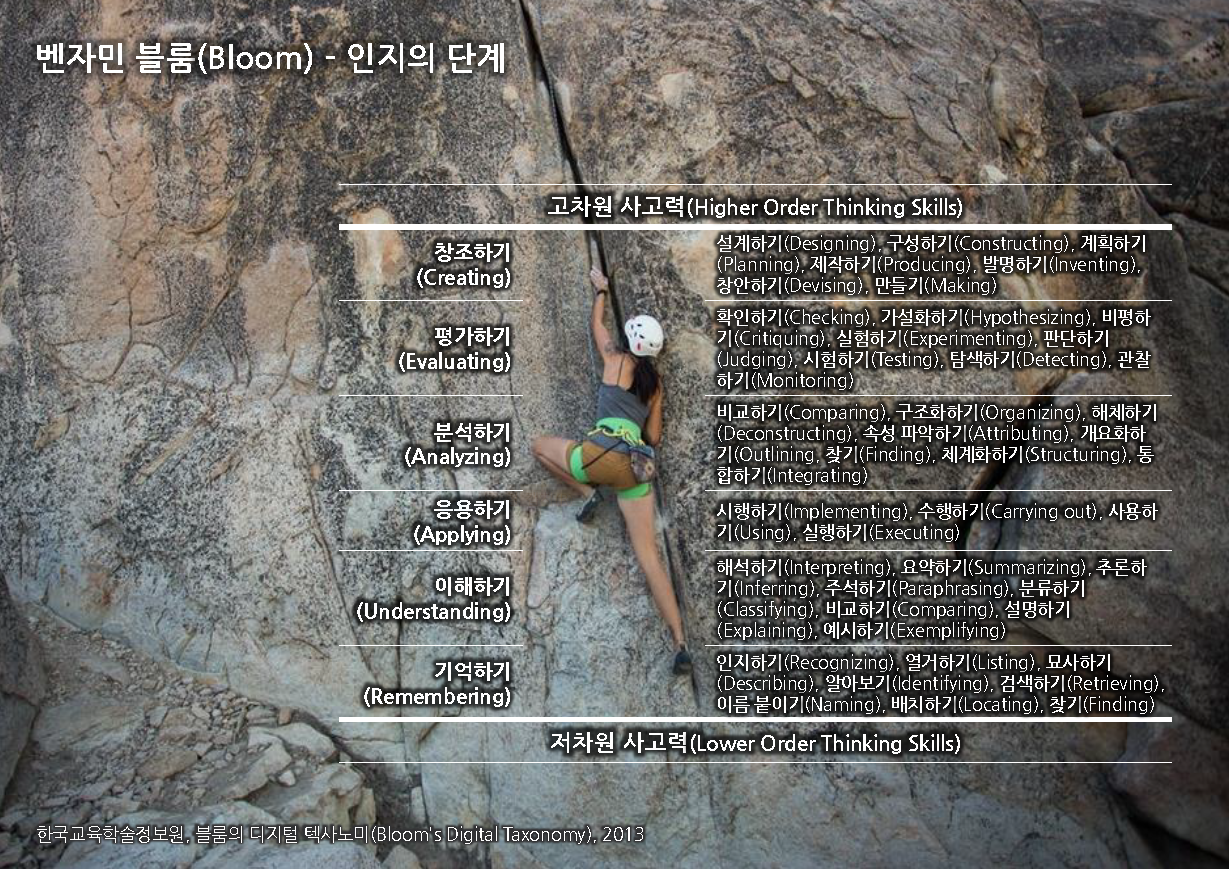 벤자민 블룸(Bloom) - 인지의 단계
고차원 사고력(Higher Order Thinking Skills)
창조하기
(Creating)
설계하기(Designing), 구성하기(Constructing), 계획하기
(Planning), 제작하기(Producing), 발명하기(Inventing),
창안하기(Devising), 만들기(Making)
평가하기
(Evaluating)
확인하기(Checking), 가설화하기(Hypothesizing), 비평하
기(Critiquing), 실험하기(Experimenting), 판단하기
(Judging), 시험하기(Testing), 탐색하기(Detecting), 관찰
하기(Monitoring)
분석하기
(Analyzing)
비교하기(Comparing), 구조화하기(Organizing), 해체하기
(Deconstructing), 속성 파악하기(Attributing), 개요화하
기(Outlining, 찾기(Finding), 체계화하기(Structuring), 통
합하기(Integrating)
응용하기
(Applying)
시행하기(Implementing), 수행하기(Carrying out), 사용하
기(Using), 실행하기(Executing)
이해하기
(Understanding)
해석하기(Interpreting), 요약하기(Summarizing), 추론하
기(Inferring), 주석하기(Paraphrasing), 분류하기
(Classifying), 비교하기(Comparing), 설명하기
(Explaining), 예시하기(Exemplifying)
기억하기
(Remembering)
인지하기(Recognizing), 열거하기(Listing), 묘사하기
(Describing), 알아보기(Identifying), 검색하기(Retrieving),
이름 붙이기(Naming), 배치하기(Locating), 찾기(Finding)
저차원 사고력(Lower Order Thinking Skills)
한국교육학술정보원, 블룸의 디지털 텍사노미(Bloom's Digital Taxonomy), 2013